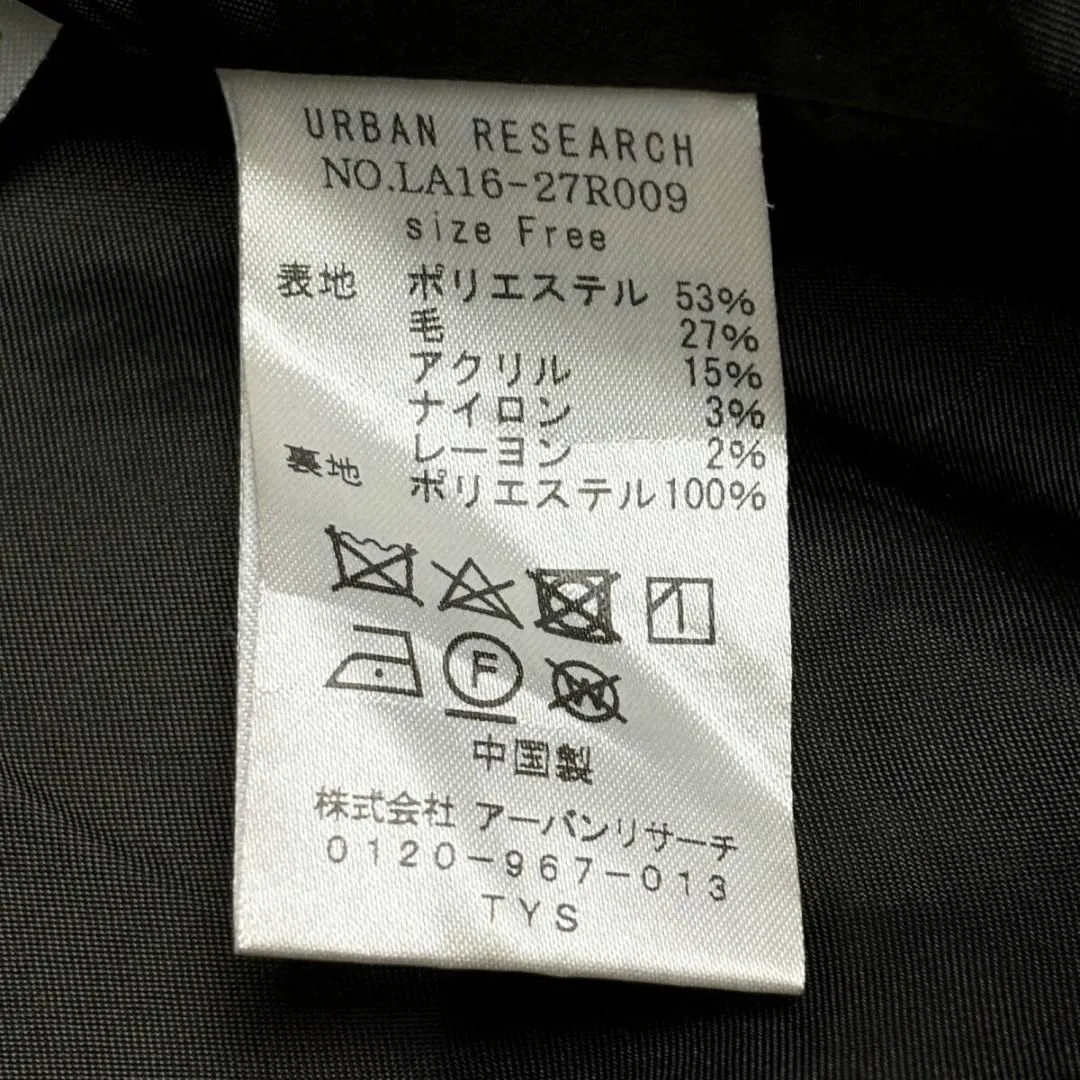 URBAN RESEARCH
NO.LA16-27R009
size Free
表地 ポリエステル 53%
毛 27%
アクリル 15%
ナイロン 3%
レーヨン 2%
裏地 ポリエステル 100%
F
W
中国製
株式会社 アーバンリサーチ
0120-967-013
TYS